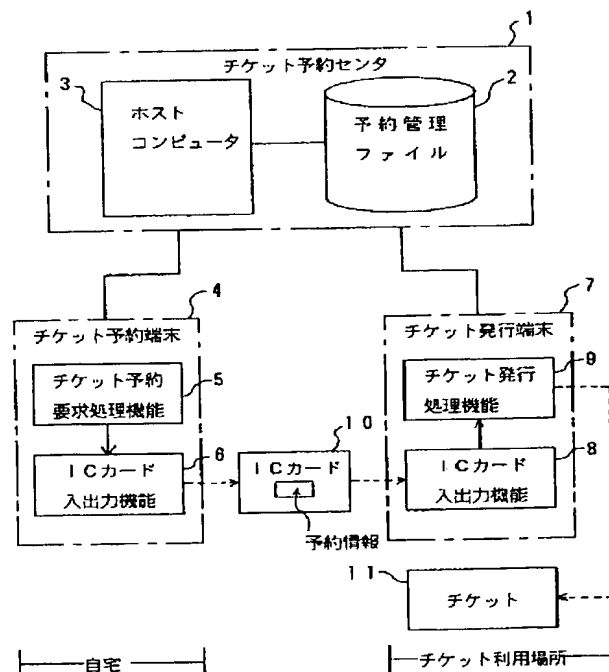 1
チケット予約センタ
3
2
ホスト
コンピュータ
予約管理
ファイル
4
7
チケット予約端末
チケット発行端末
チケット予約
要求処理機能
5
チケット発行
処理機能
9
ICカード
入出力機能
6
10
ICカード
予約情報
ICカード
入出力機能
8
11
チケット
自宅
チケット利用場所